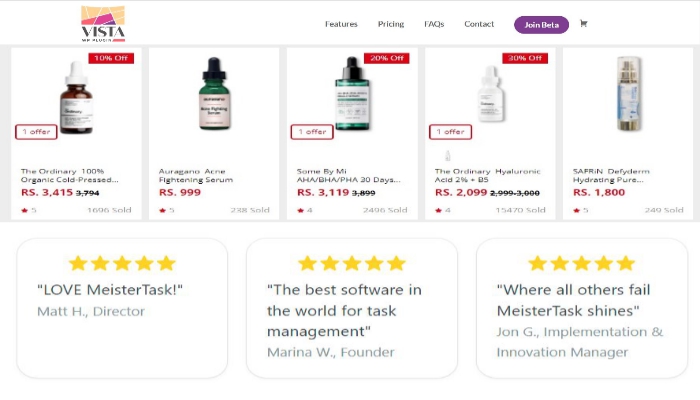 VISTA
WP PLUGIN
Features Pricing FAQs Contact Join Beta
10% Off
20% Off
30% Off
Ordinary.
1 offer
1 offer
1 offer
The Ordinary 100%
Organic Cold-Pressed...
RS. 3,415 3,794
5 1696 Sold
Auragano Acne
Fightening Serum
RS. 999
5 238 Sold
Some By Mi
AHA/BHA/PHA 30 Days...
RS. 3,119 3,899
4 2496 Sold
The Ordinary Hyaluronic
Acid 2% + B5
RS. 2,099 2,999-3,000
4 15470 Sold
SAFRiN Defyderm
Hydrating Pure...
RS. 1,800
5 249 Sold
"LOVE MeisterTask!"
Matt H., Director
"The best software in
the world for task
management"
Marina W., Founder
"Where all others fail
MeisterTask shines"
Jon G., Implementation &
Innovation Manager